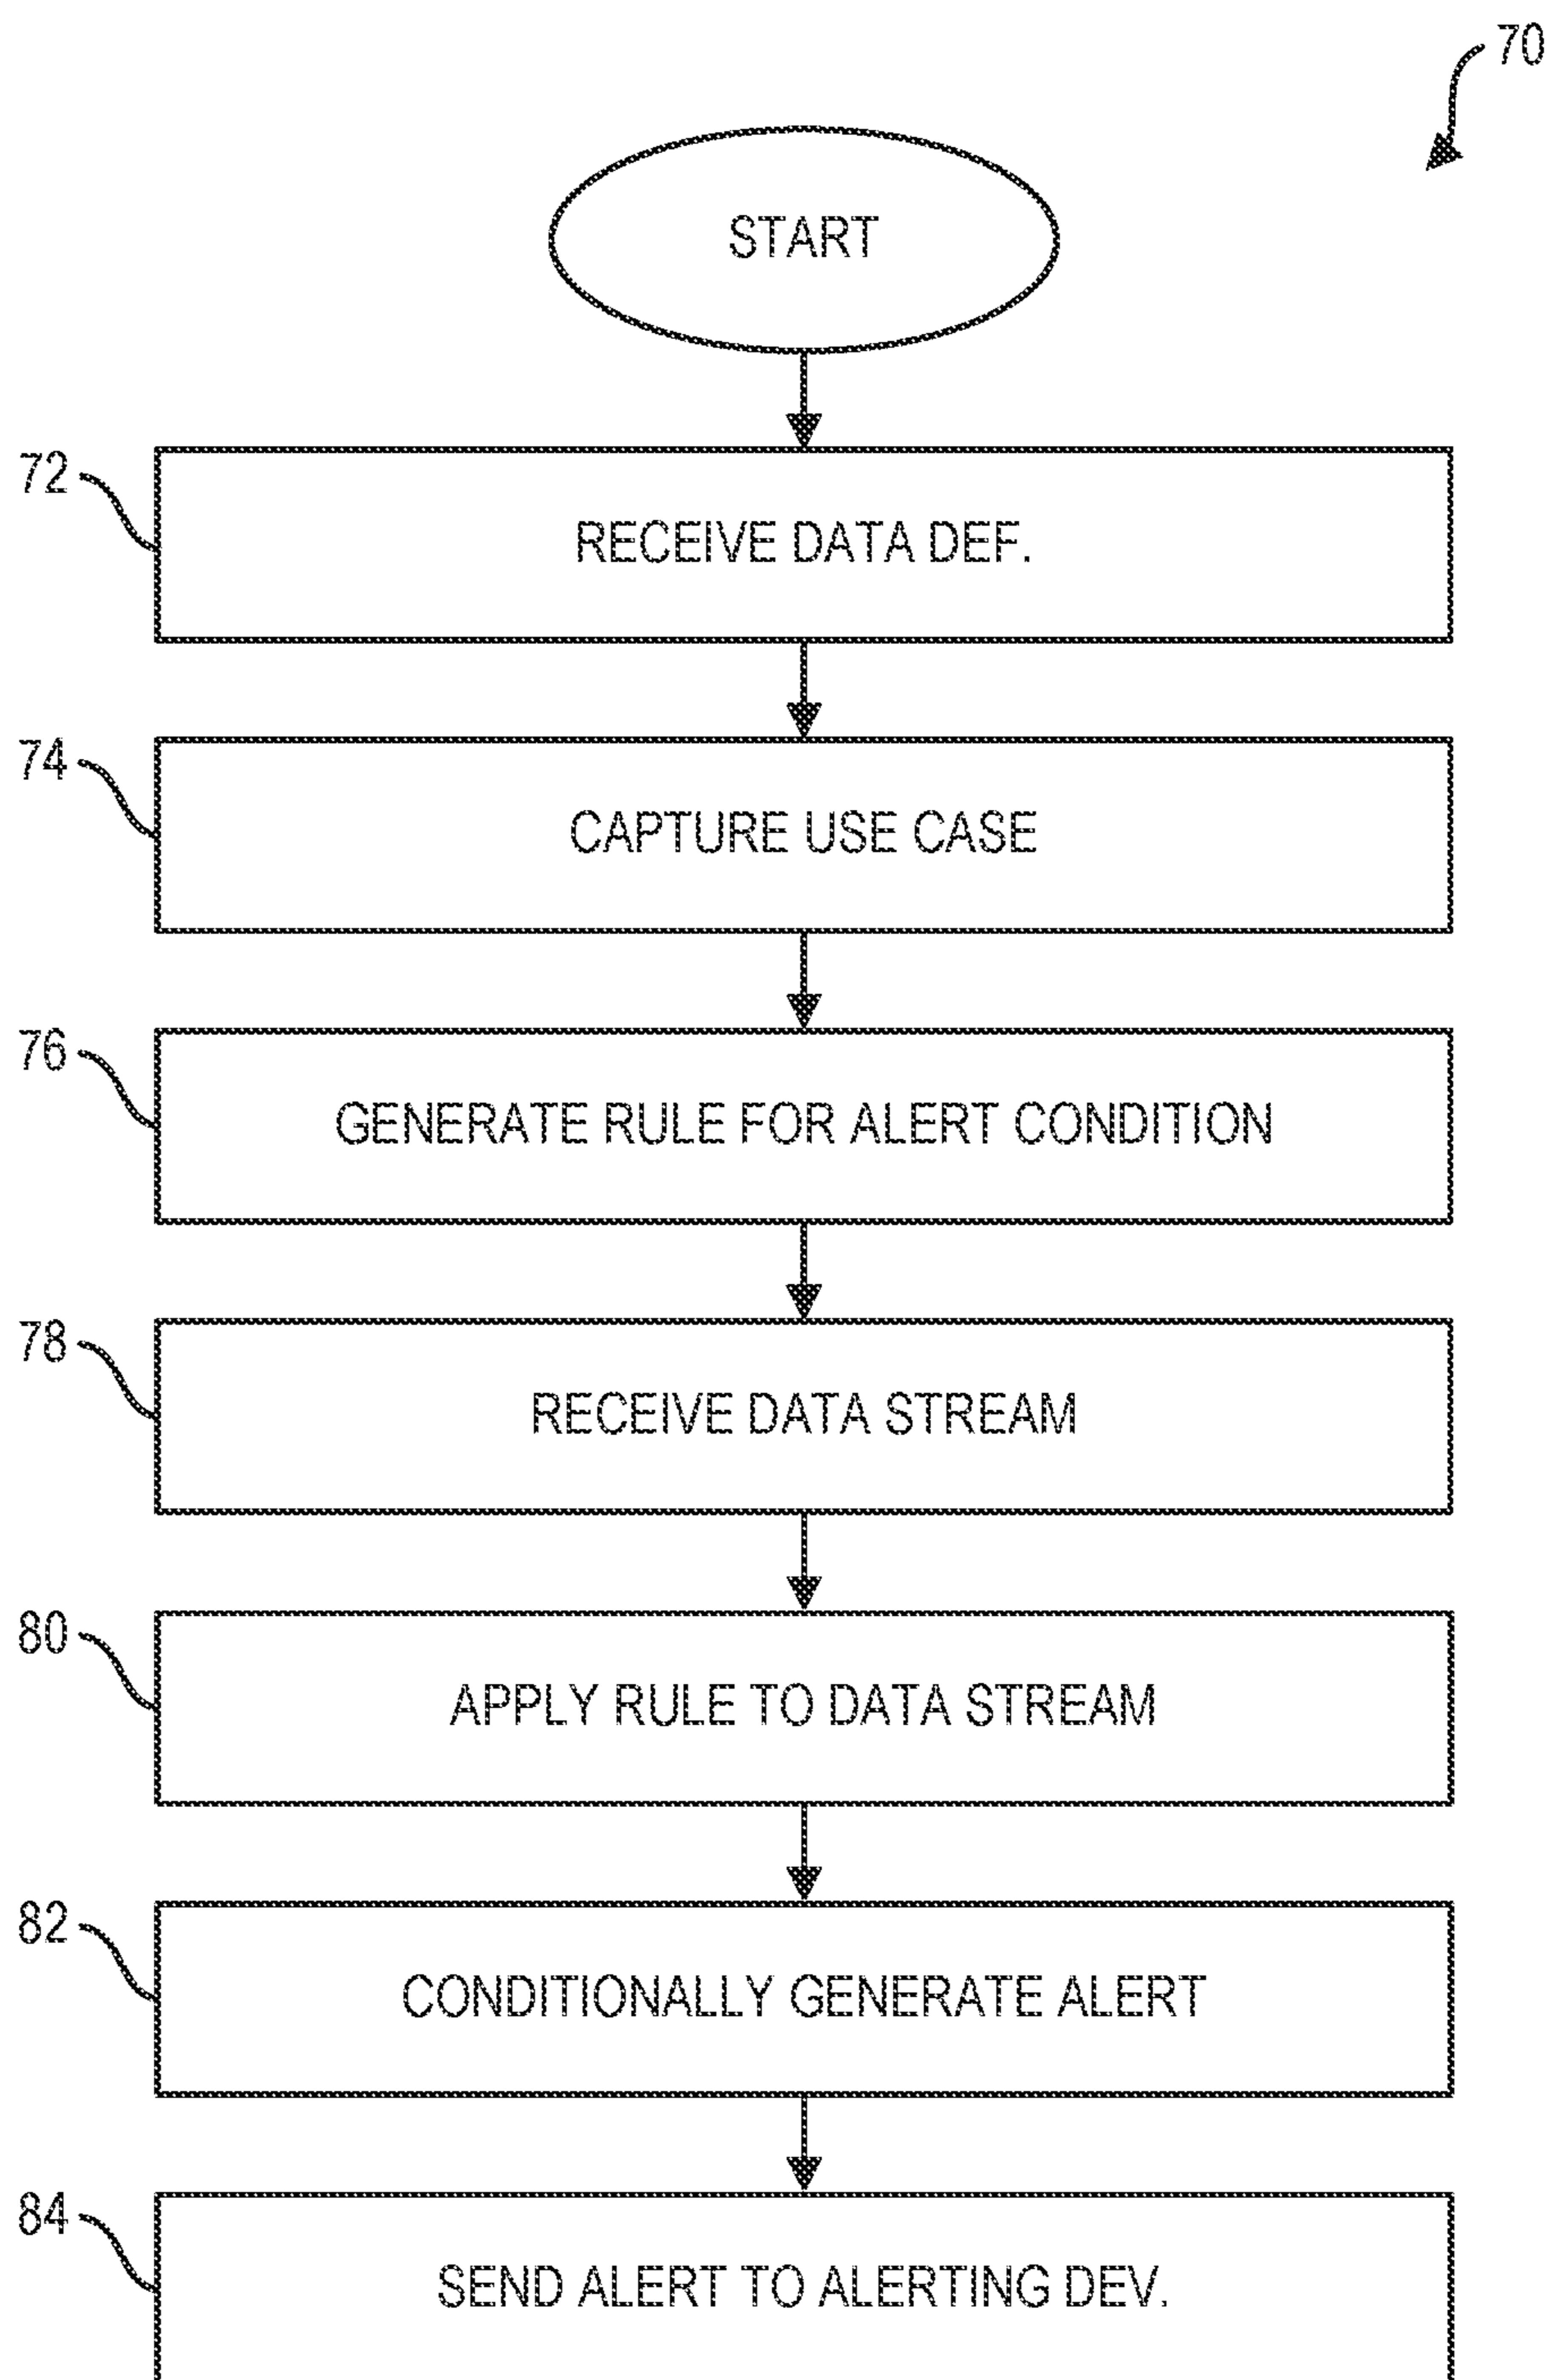 70
START
72
RECEIVE DATA DEF.
74
CAPTURE USE CASE
76
GENERATE RULE FOR ALERT CONDITION
78
RECEIVE DATA STREAM
80
APPLY RULE TO DATA STREAM
82
CONDITIONALLY GENERATE ALERT
84
SEND ALERT TO ALERTING DEV.